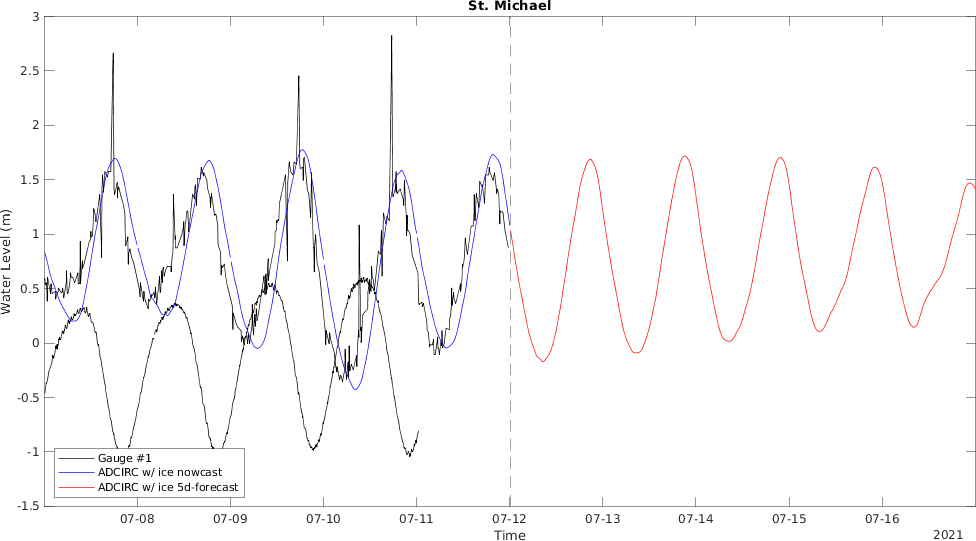 St. Michael
3
2.5
2
1.5
1
0.5
0
-0.5
-1
-1.5
Water Level (m)
Gauge #1
ADCIRC w/ ice nowcast
ADCIRC w/ ice 5d-forecast
07-08 07-09 07-10 07-11 07-12 07-13 07-14 07-15 07-16
Time
2021